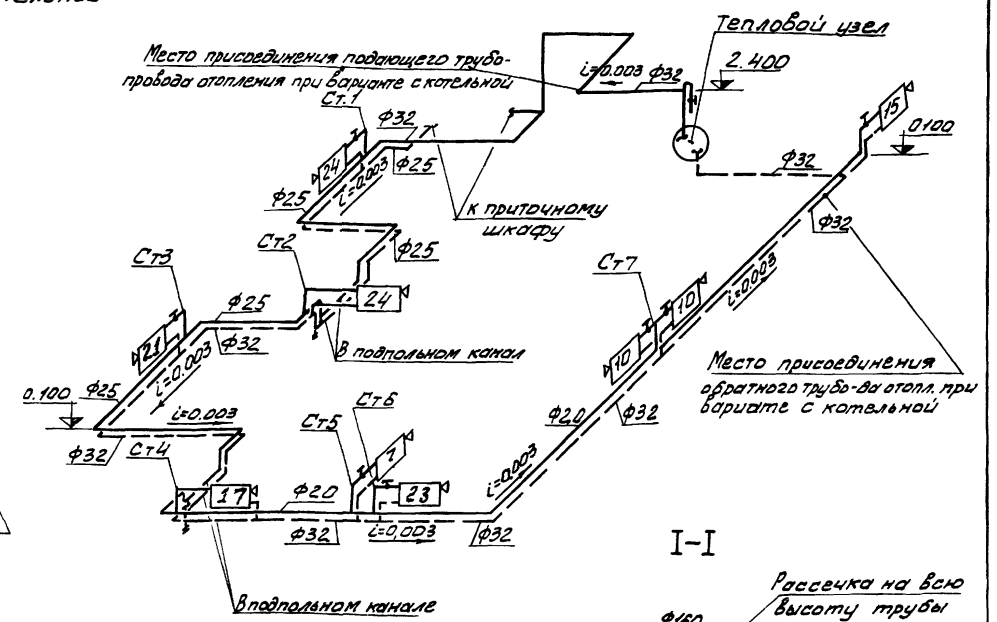 Тепловой узел
Место присоединения подающего трубо-
провода отопления при варианте с котельной
i=0.003
Ф32
2.400
Ст.1
Ф32
Ф25
24
i=0.003
Ф25
15
0.100
Ф32
Ф32
к приточному
шкафу
Ф25
Ст2
Ст3
Ф25
Ф32
24
В подпольном канал
21
i=0.003
Ст7
10
10
i=0.003
Место присоединения
обратного трубо-да отопл. при
вариате с котельной
0.100
Ф25
i=0.003
Ф32
Ст4
17
Ф20
Ф32
Ст5
Ст6
7
23
i=0,003
Ф32
Ф20
Ф32
i=0,003
В подпольном канале
I-I
Рассечка на всю
высоту трубы
Ф150